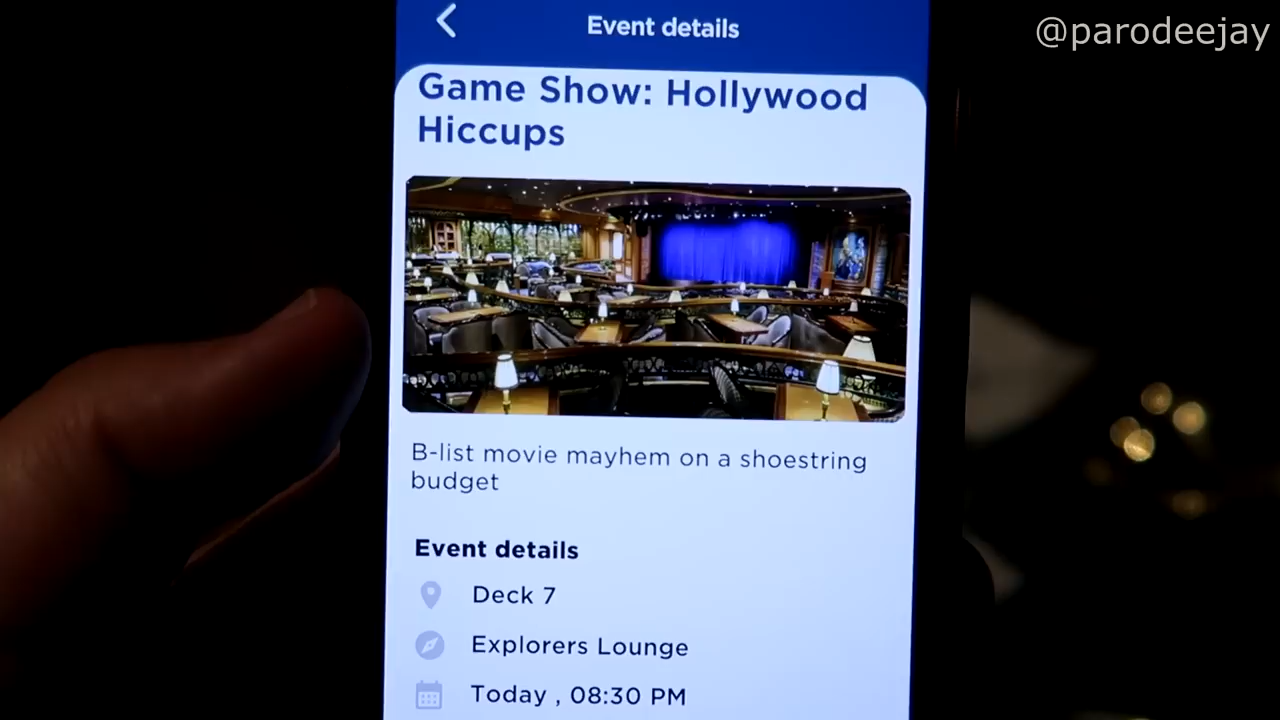 @parodeejay
Event details
Game Show: Hollywood
Hiccups
B-list movie mayhem on a shoestring
budget
Event details
Deck 7
Explorers Lounge
Today , 08:30 PM